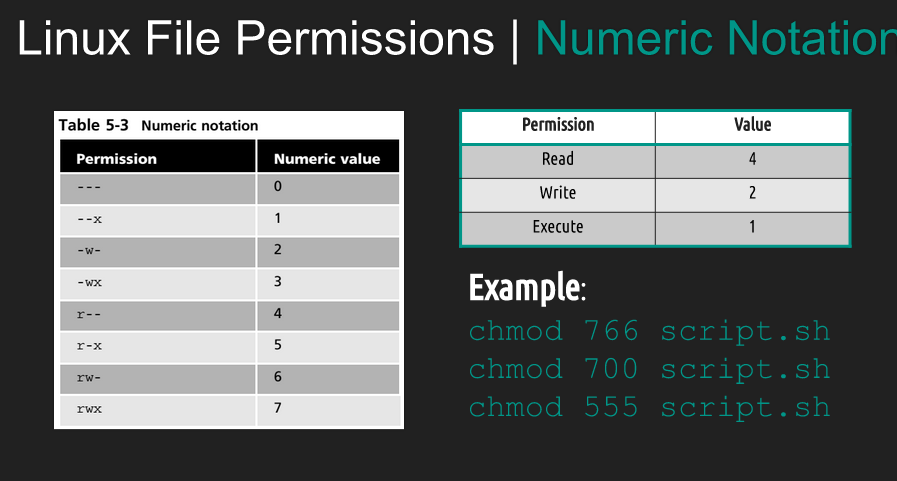 Linux File Permissions | Numeric Notation
Table 5-3 Numeric notation
Permission Numeric value
--- 0
--x 1
-w- 2
-wx 3
r-- 4
r-x 5
rw- 6
rwx 7
Permission Value
Read 4
Write 2
Execute 1
Example:
chmod 766 script.sh
chmod 700 script.sh
chmod 555 script.sh